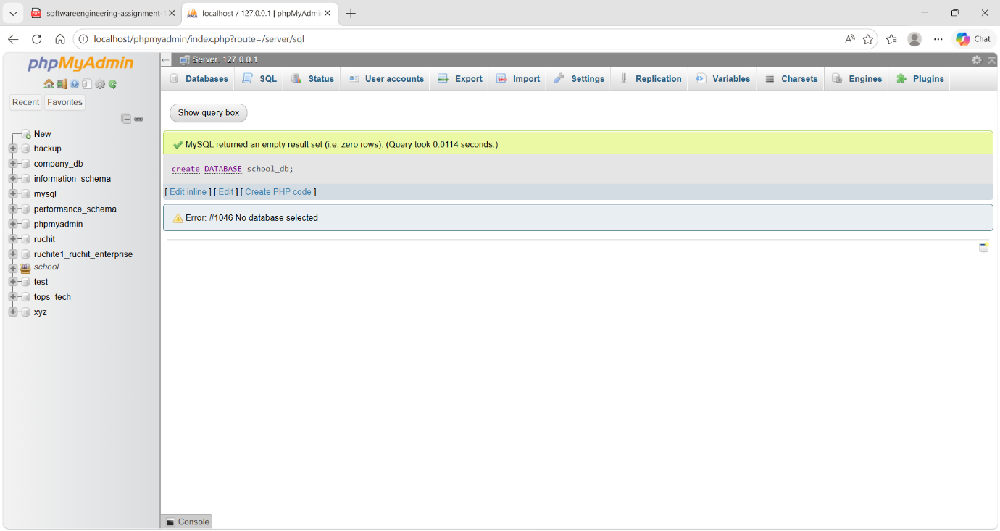 softwareengineering-assignment-
localhost / 127.0.0.1 | phpMyAdmi
localhost/phpmyadmin/index.php?route=/server/sql
Chat
phpMyAdmin
Recent
Favorites
New
backup
company_db
information_schema
mysql
performance_schema
phpmyadmin
ruchit
ruchite1_ruchit_enterprise
school
test
tops_tech
xyz
Server: 127.0.0.1
Databases
SQL
Status
User accounts
Export
Import
Settings
Replication
Variables
Charsets
Engines
Plugins
Show query box
MySQL returned an empty result set (i.e. zero rows). (Query took 0.0114 seconds.)
create DATABASE school_db;
[ Edit inline ] [ Edit ] [ Create PHP code ]
Error: #1046 No database selected
Console